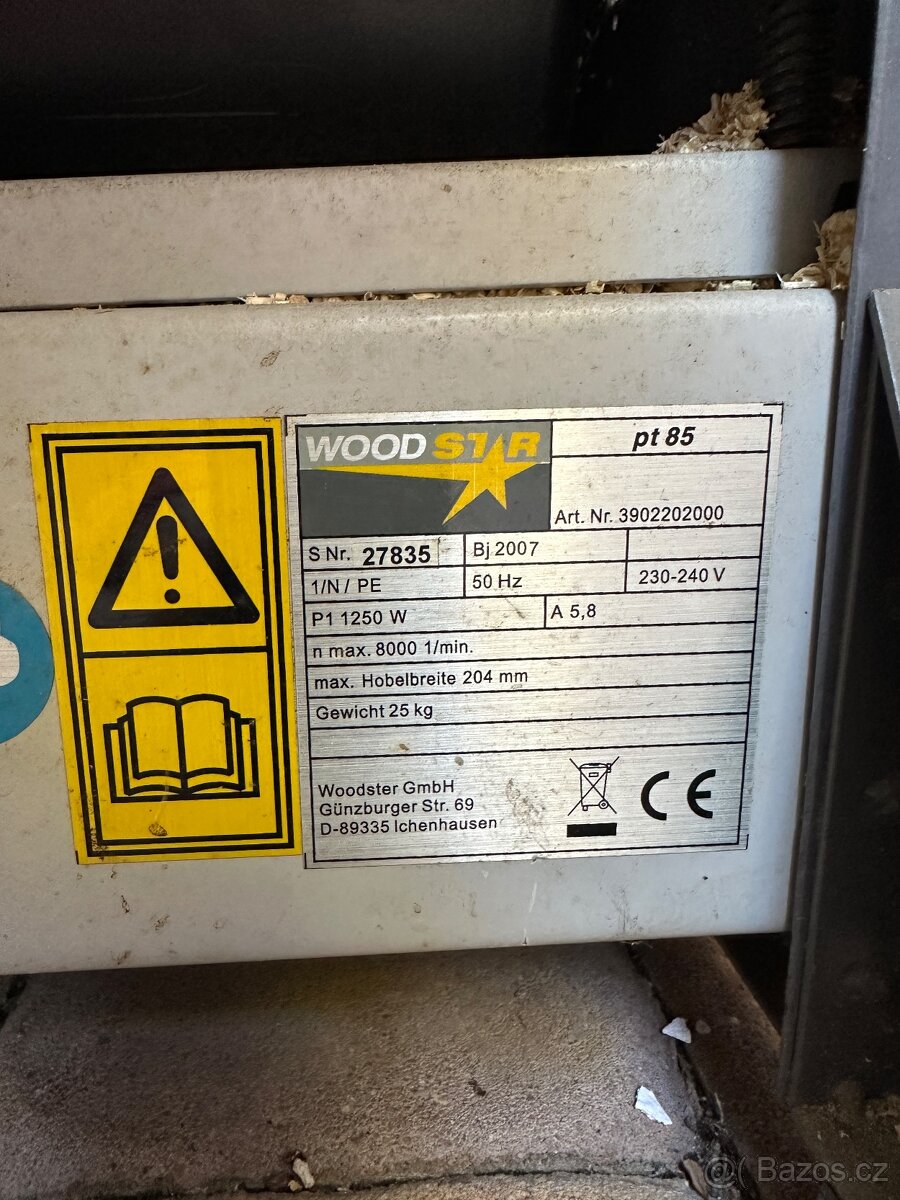 WOOD STAR
pt 85
Art. Nr. 3902202000
S Nr. 27835
Bj 2007
1/N / PE
50 Hz
230-240 V
P1 1250 W
A 5,8
n max. 8000 1/min.
max. Hobelbreite 204 mm
Gewicht 25 kg
Woodster GmbH
Günzburger Str. 69
D-89335 Ichenhausen
CE
Bazos.cz